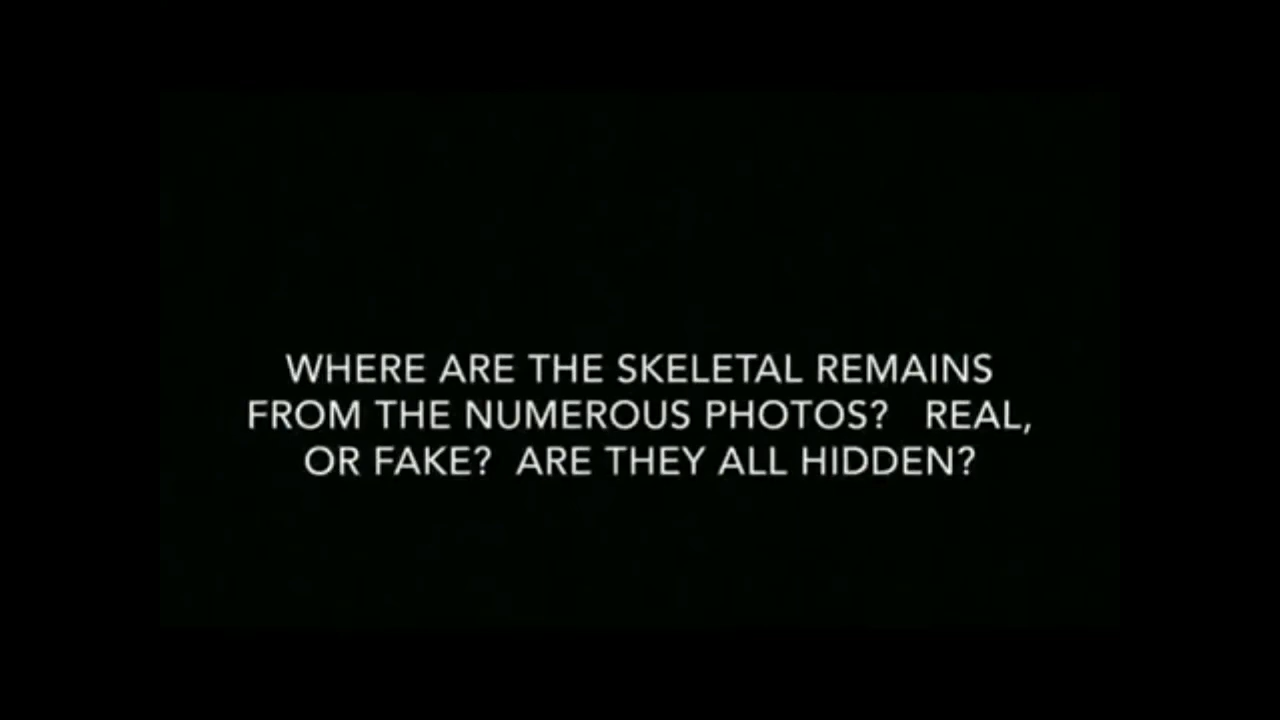 WHERE ARE THE SKELETAL REMAINS
FROM THE NUMEROUS PHOTOS? REAL,
OR FAKE? ARE THEY ALL HIDDEN?